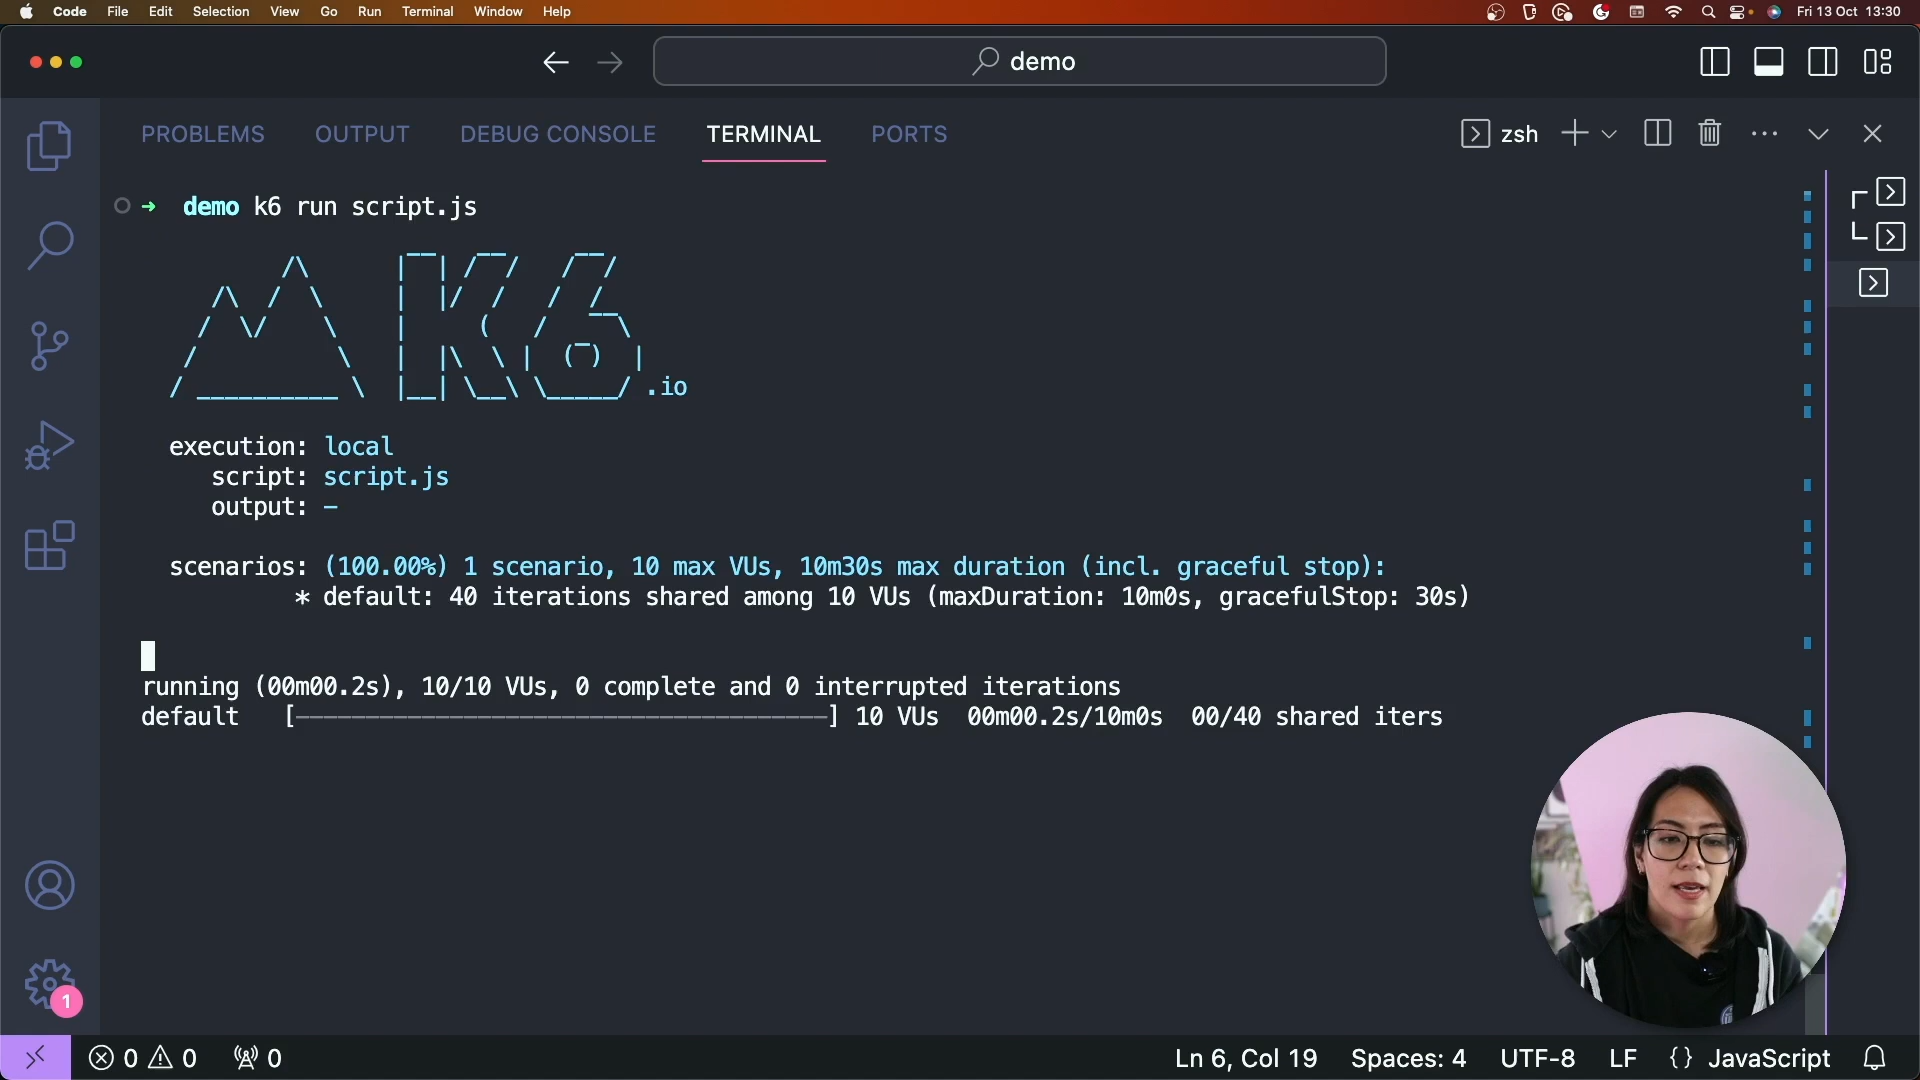 Code File Edit Selection View Go Run Terminal Window Help Fri 13 Oct 13:30
demo
PROBLEMS OUTPUT DEBUG CONSOLE TERMINAL PORTS zsh
demo k6 run script.js
.io
execution: local
script: script.js
output: -
scenarios: (100.00%) 1 scenario, 10 max VUs, 10m30s max duration (incl. graceful stop):
* default: 40 iterations shared among 10 VUs (maxDuration: 10m0s, gracefulStop: 30s)
running (00m00.2s), 10/10 VUs, 0 complete and 0 interrupted iterations
default [--------------------------------------] 10 VUs 00m00.2s/10m0s 00/40 shared iters
1
0 0 0 Ln 6, Col 19 Spaces: 4 UTF-8 LF {} JavaScript